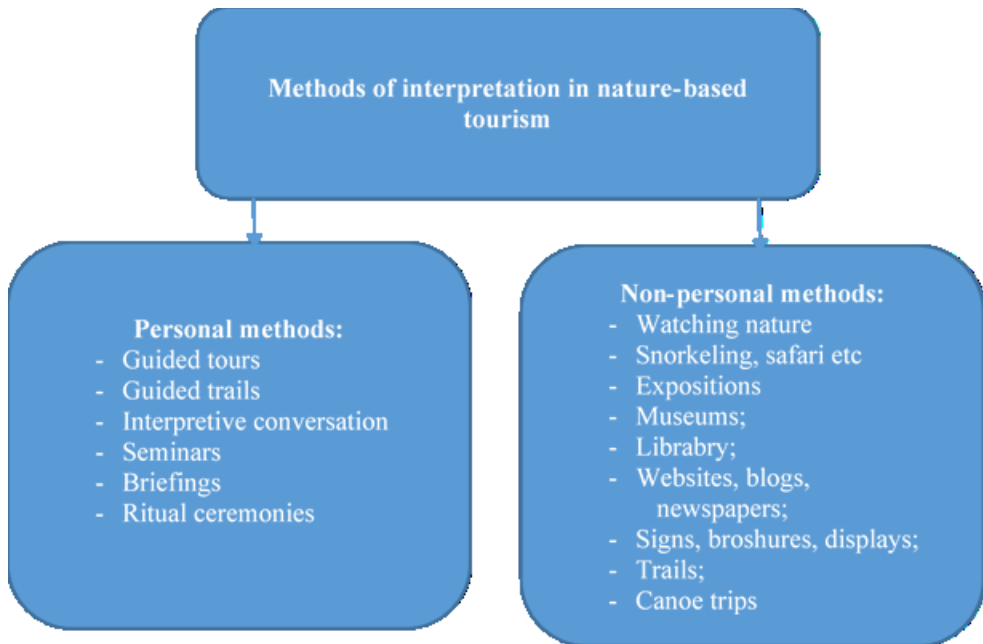 Methods of interpretation in nature-based
tourism
Personal methods:
- Guided tours
- Guided trails
- Interpretive conversation
- Seminars
- Briefings
- Ritual ceremonies
Non-personal methods:
- Watching nature
- Snorkeling, safari etc
- Expositions
- Museums;
- Librabry;
- Websites, blogs,
newspapers;
- Signs, broshures, displays;
- Trails;
- Canoe trips